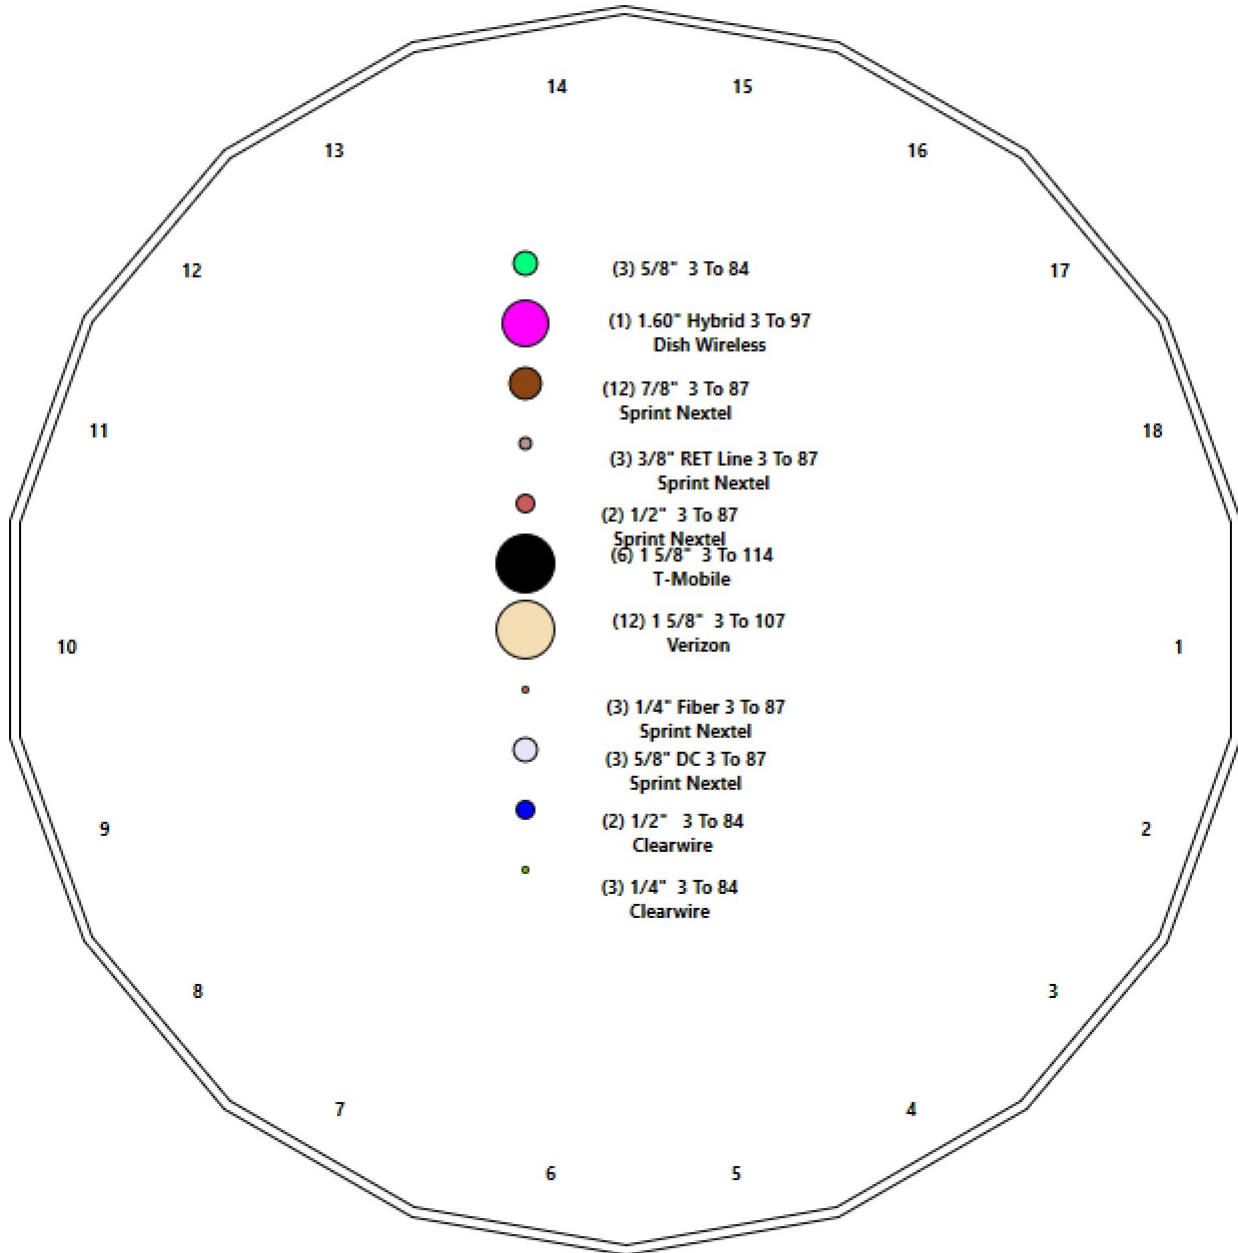 14
15
13
16
12
17
(3) 5/8" 3 To 84
(1) 1.60" Hybrid 3 To 97
Dish Wireless
(12) 7/8" 3 To 87
Sprint Nextel
11
18
(3) 3/8" RET Line 3 To 87
Sprint Nextel
(2) 1/2" 3 To 87
Sprint Nextel
(6) 1 5/8" 3 To 114
T-Mobile
(12) 1 5/8" 3 To 107
Verizon
10
1
(3) 1/4" Fiber 3 To 87
Sprint Nextel
(3) 5/8" DC 3 To 87
Sprint Nextel
(2) 1/2" 3 To 84
Clearwire
9
2
(3) 1/4" 3 To 84
Clearwire
8
3
7
4
6
5